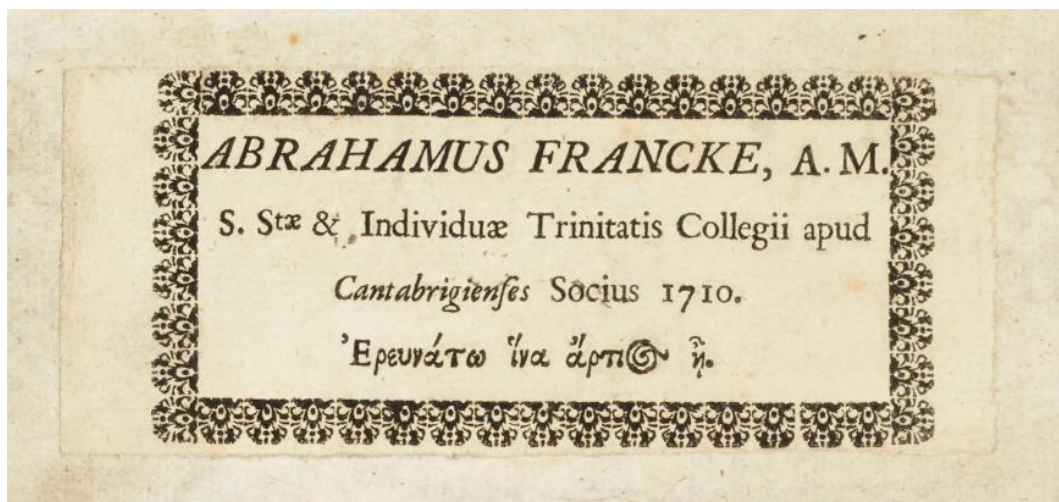 ABRAHAMUS FRANCKE, A. M.
S. Stæ & Individuæ Trinitatis Collegii apud
Cantabrigienſes Socius 1710.
Ἐρευνάτω ἵνα ἄρτιος ᾖ.